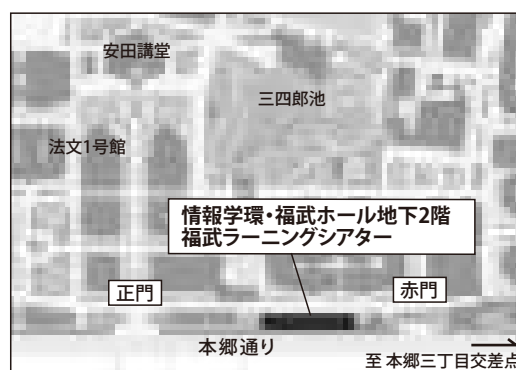 安田講堂
三四郎池
法文1号館
情報学環・福武ホール地下2階
福武ラーニングシアター
正門
赤門
本郷通り
至 本郷三丁目交差点